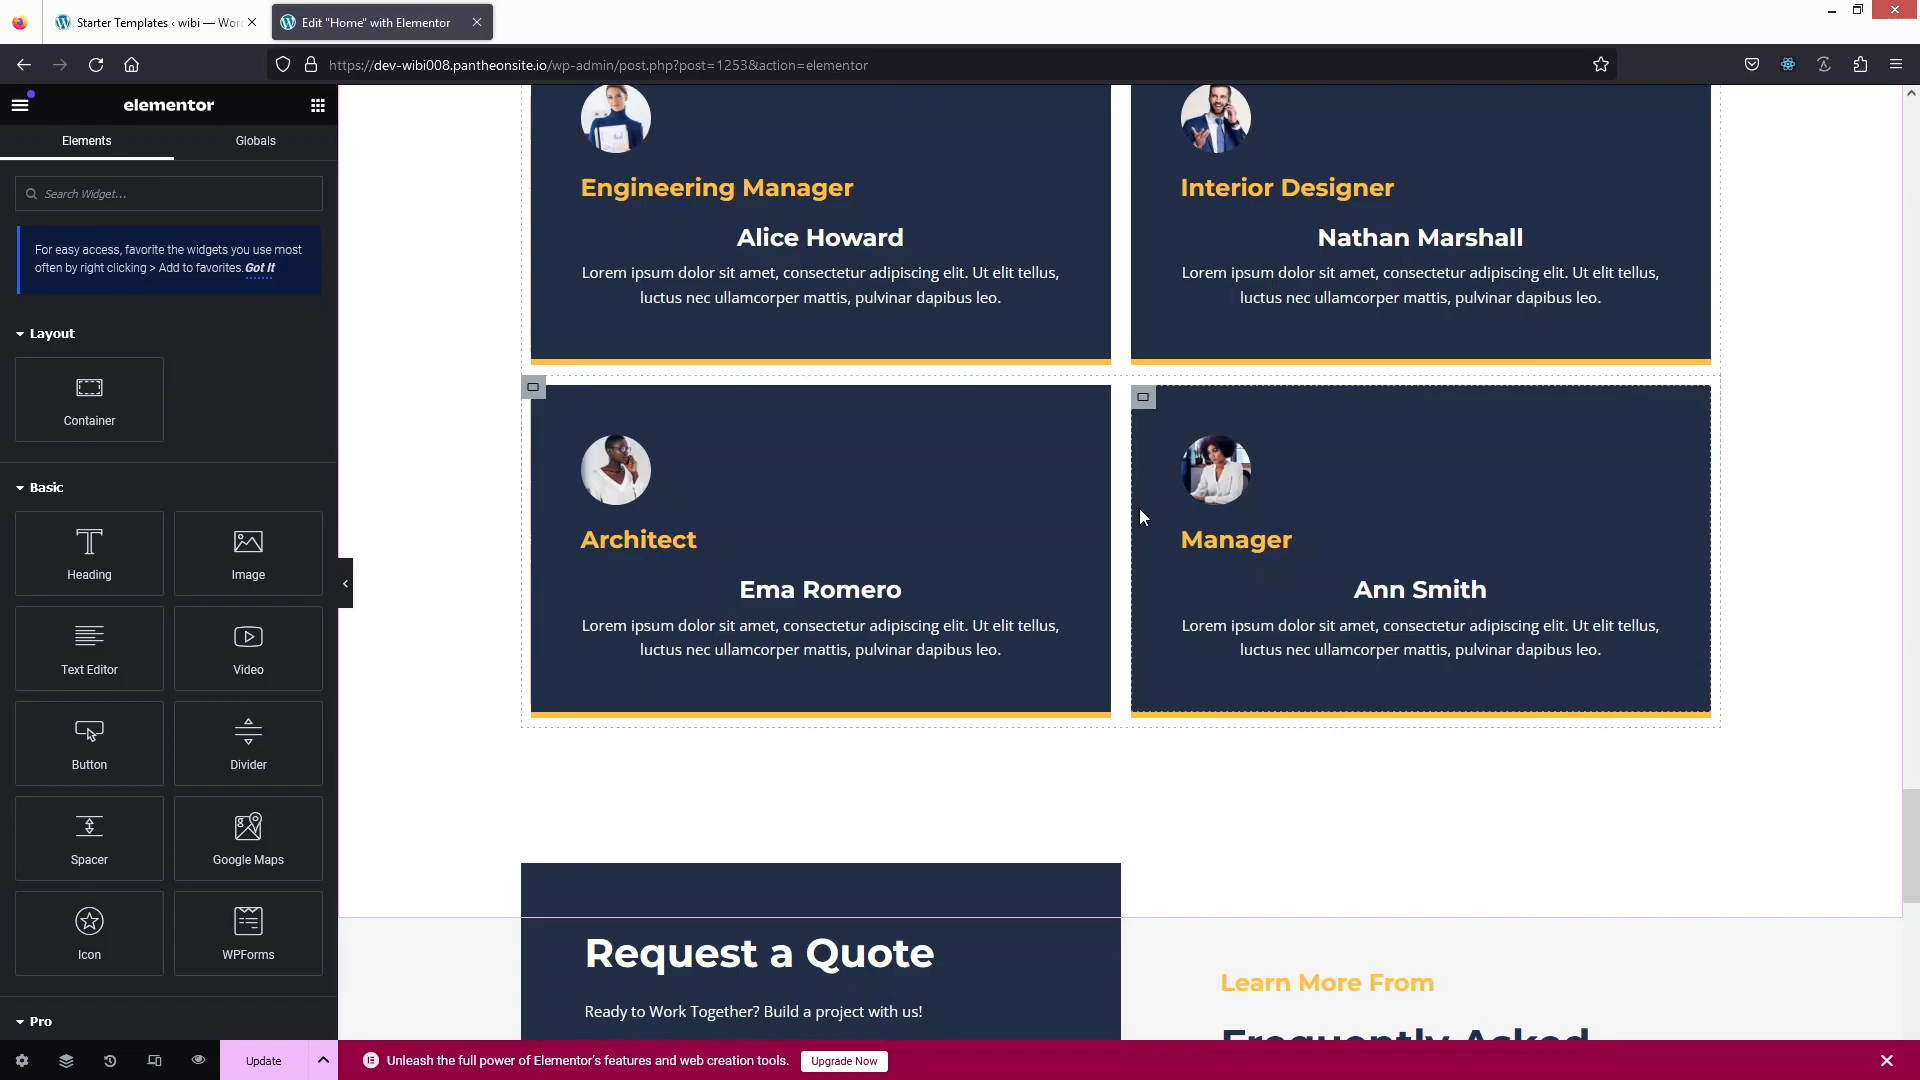 Starter Templates ‹ wibi — Wor
Edit "Home" with Elementor
https://dev-wibi008.pantheonsite.io/wp-admin/post.php?post=1253&action=elementor
elementor
Elements
Globals
Search Widget...
For easy access, favorite the widgets you use most
often by right clicking > Add to favorites. Got It
Layout
Container
Basic
Heading
Image
Text Editor
Video
Button
Divider
Spacer
Google Maps
Icon
WPForms
Pro
Update
Engineering Manager
Alice Howard
Lorem ipsum dolor sit amet, consectetur adipiscing elit. Ut elit tellus,
luctus nec ullamcorper mattis, pulvinar dapibus leo.
Interior Designer
Nathan Marshall
Lorem ipsum dolor sit amet, consectetur adipiscing elit. Ut elit tellus,
luctus nec ullamcorper mattis, pulvinar dapibus leo.
Architect
Ema Romero
Lorem ipsum dolor sit amet, consectetur adipiscing elit. Ut elit tellus,
luctus nec ullamcorper mattis, pulvinar dapibus leo.
Manager
Ann Smith
Lorem ipsum dolor sit amet, consectetur adipiscing elit. Ut elit tellus,
luctus nec ullamcorper mattis, pulvinar dapibus leo.
Request a Quote
Ready to Work Together? Build a project with us!
Learn More From
Frequently Asked
Unleash the full power of Elementor's features and web creation tools.
Upgrade Now